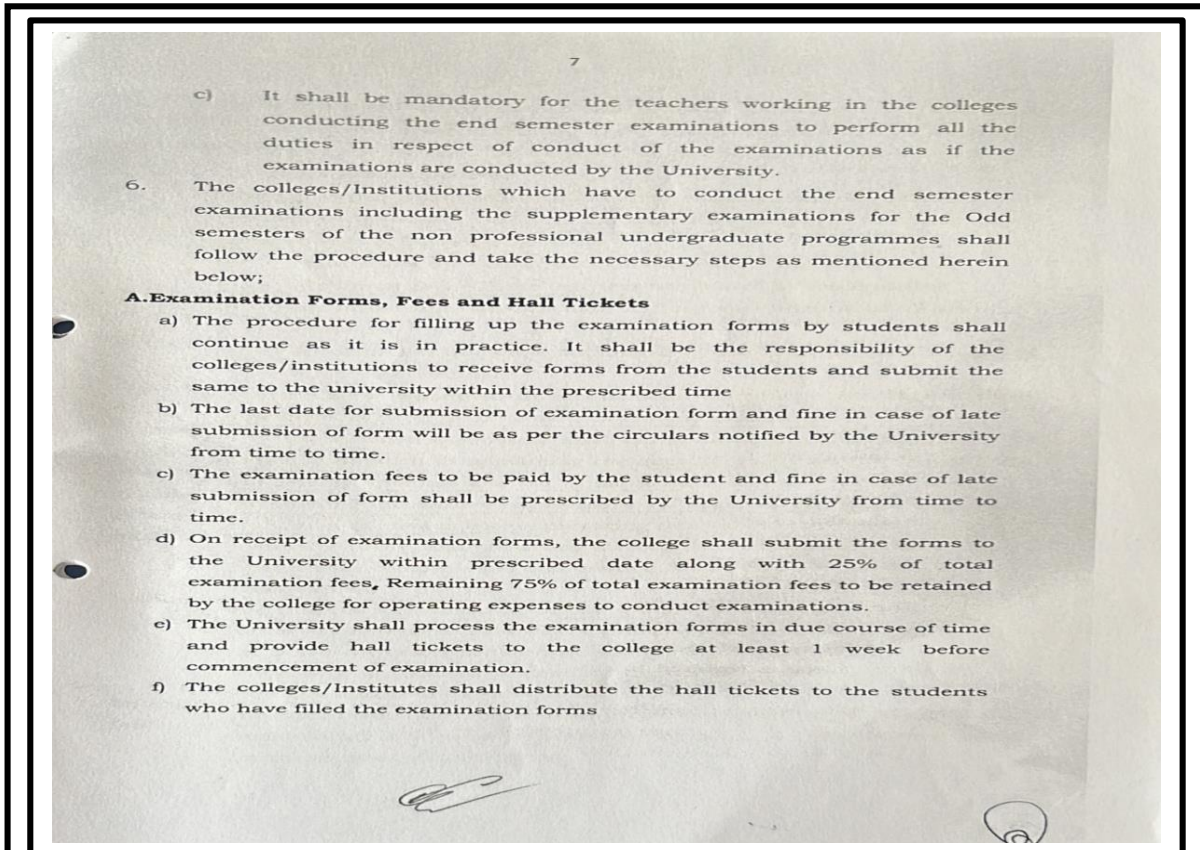 7
c) It shall be mandatory for the teachers working in the colleges
conducting the end semester examinations to perform all the
duties in respect of conduct of the examinations as if the
examinations are conducted by the University.
6. The colleges/Institutions which have to conduct the end semester
examinations including the supplementary examinations for the Odd
semesters of the non professional undergraduate programmes shall
follow the procedure and take the necessary steps as mentioned herein
below;
A.Examination Forms, Fees and Hall Tickets
a) The procedure for filling up the examination forms by students shall
continue as it is in practice. It shall be the responsibility of the
colleges/institutions to receive forms from the students and submit the
same to the university within the prescribed time
b) The last date for submission of examination form and fine in case of late
submission of form will be as per the circulars notified by the University
from time to time.
c) The examination fees to be paid by the student and fine in case of late
submission of form shall be prescribed by the University from time to
time.
d) On receipt of examination forms, the college shall submit the forms to
the University within prescribed date along with 25% of total
examination fees, Remaining 75% of total examination fees to be retained
by the college for operating expenses to conduct examinations.
e) The University shall process the examination forms in due course of time
and provide hall tickets to the college at least 1 week before
commencement of examination.
f) The colleges/Institutes shall distribute the hall tickets to the students
who have filled the examination forms